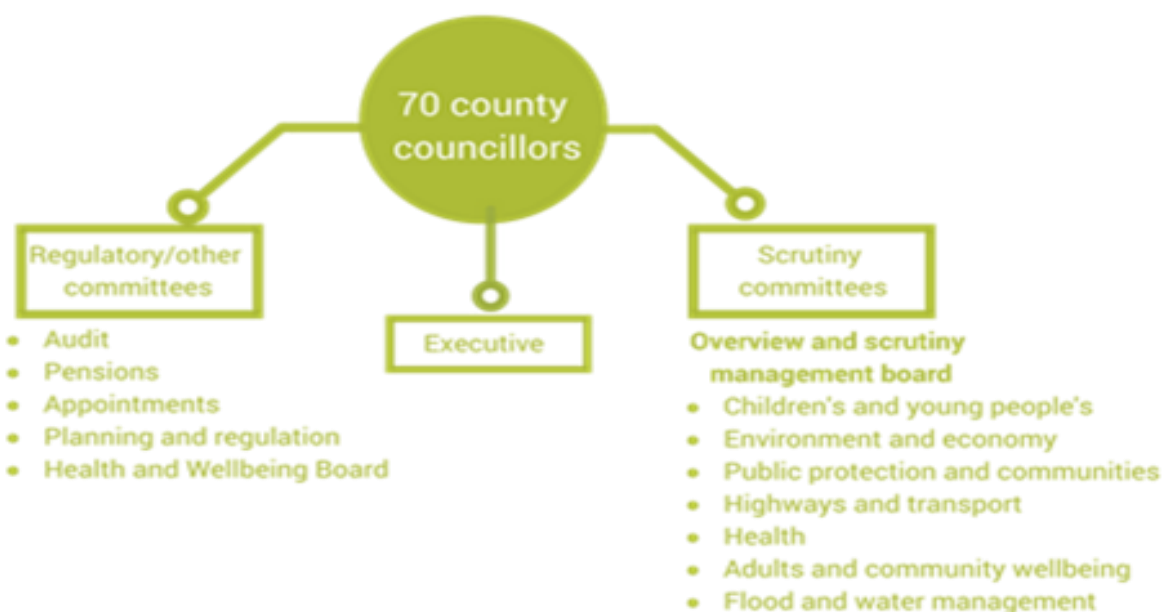 70 county
councillors
Regulatory/other
committees
• Audit
• Pensions
• Appointments
• Planning and regulation
• Health and Wellbeing Board
Executive
Scrutiny
committees
Overview and scrutiny
management board
• Children's and young people's
• Environment and economy
• Public protection and communities
• Highways and transport
• Health
• Adults and community wellbeing
• Flood and water management